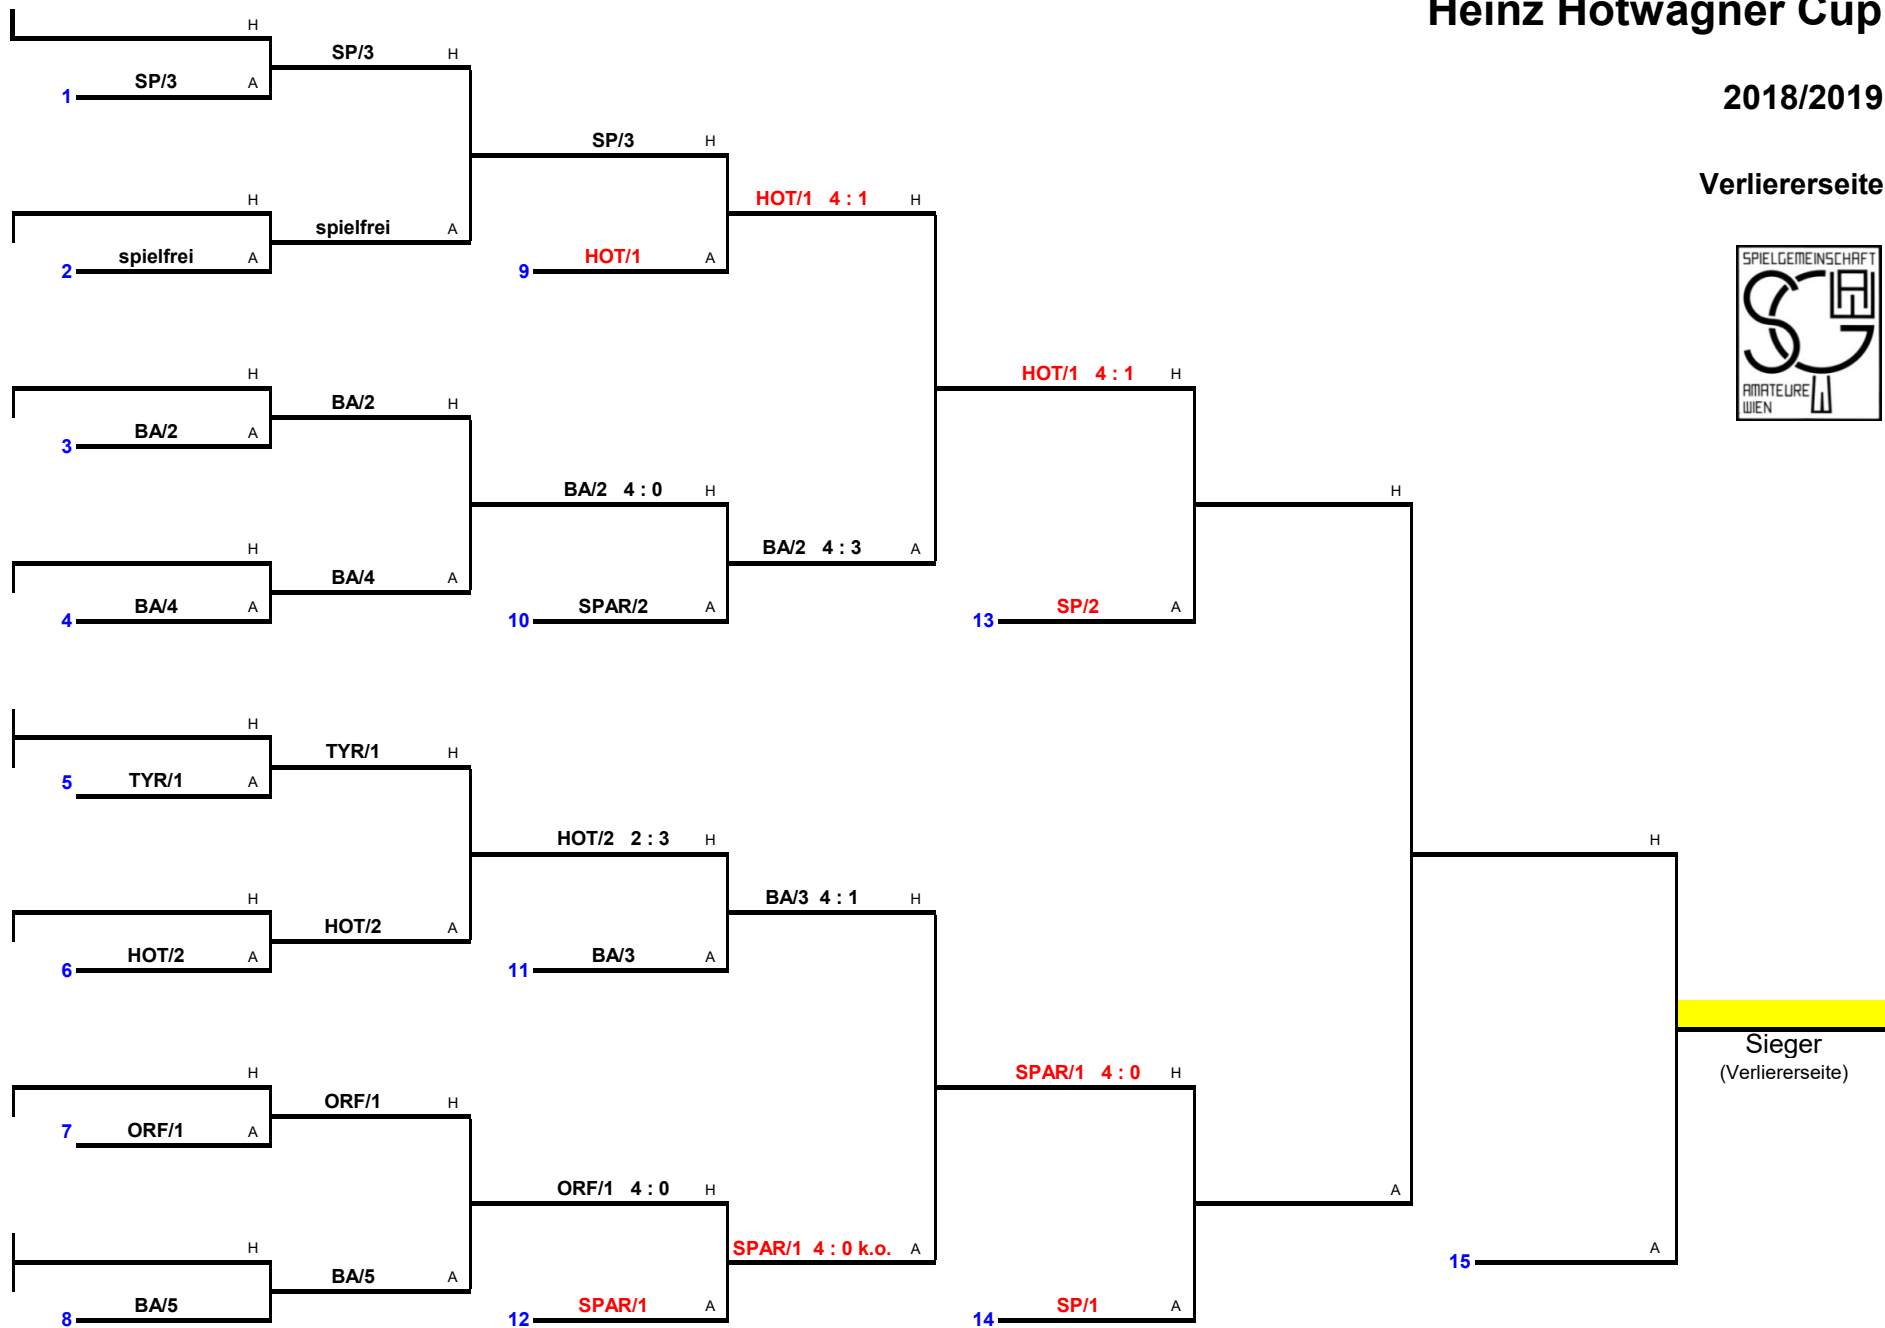 Heinz Hotwagner Cup
2018/2019
Verliererseite
SPIELGEMEINSCHAFT
SG
AMATEURE
WIEN
H
SP/3 H
1 SP/3 A
SP/3 H
H
HOT/1 4 : 1 H
spielfrei A
2 spielfrei A
9 HOT/1 A
H
HOT/1 4 : 1 H
BA/2 H
3 BA/2 A
BA/2 4 : 0 H
H
H
BA/2 4 : 3 A
BA/4 A
4 BA/4 A
10 SPAR/2 A
13 SP/2 A
H
TYR/1 H
5 TYR/1 A
HOT/2 2 : 3 H
H
H
BA/3 4 : 1 H
HOT/2 A
6 HOT/2 A
11 BA/3 A
Sieger
(Verliererseite)
H
SPAR/1 4 : 0 H
ORF/1 H
7 ORF/1 A
ORF/1 4 : 0 H
A
H
SPAR/1 4 : 0 k.o. A
15 A
BA/5 A
8 BA/5 A
12 SPAR/1 A
14 SP/1 A